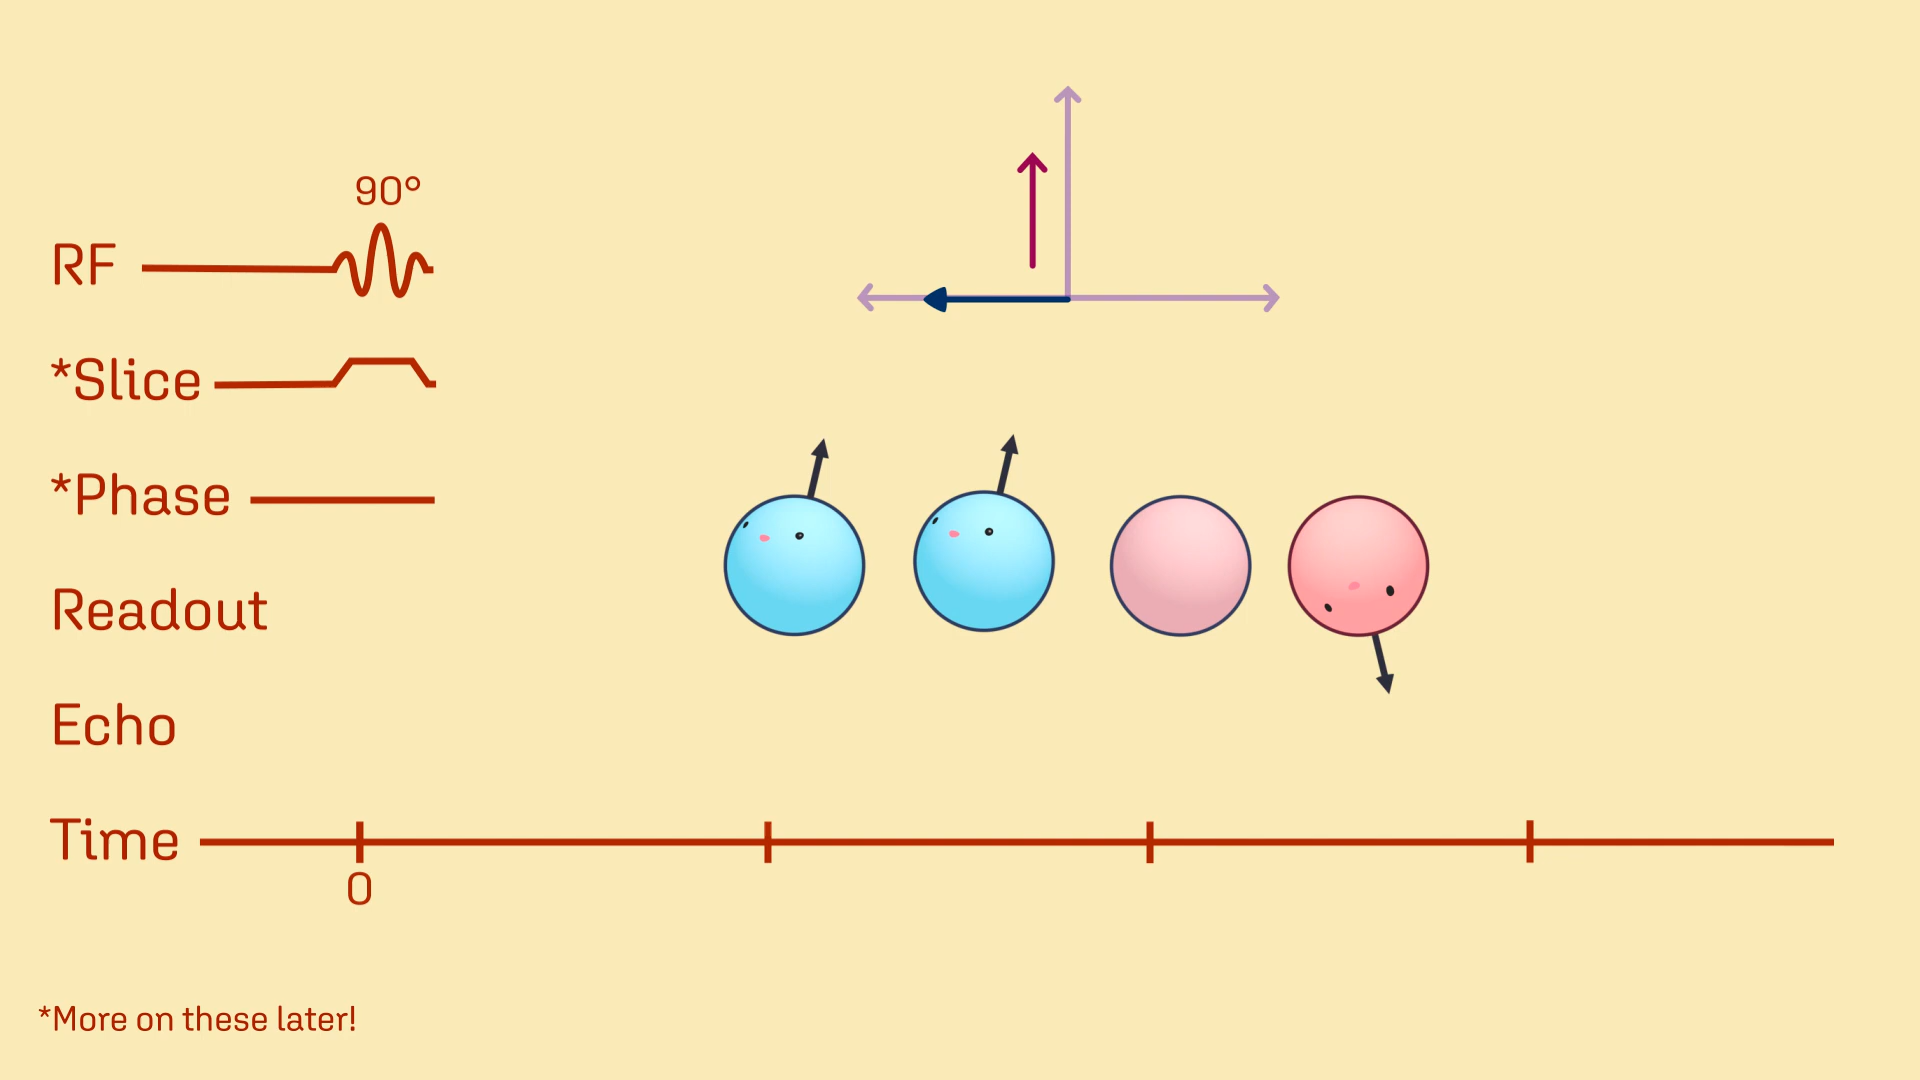 90°
RF
*Slice
*Phase
Readout
Echo
Time
0
*More on these later!